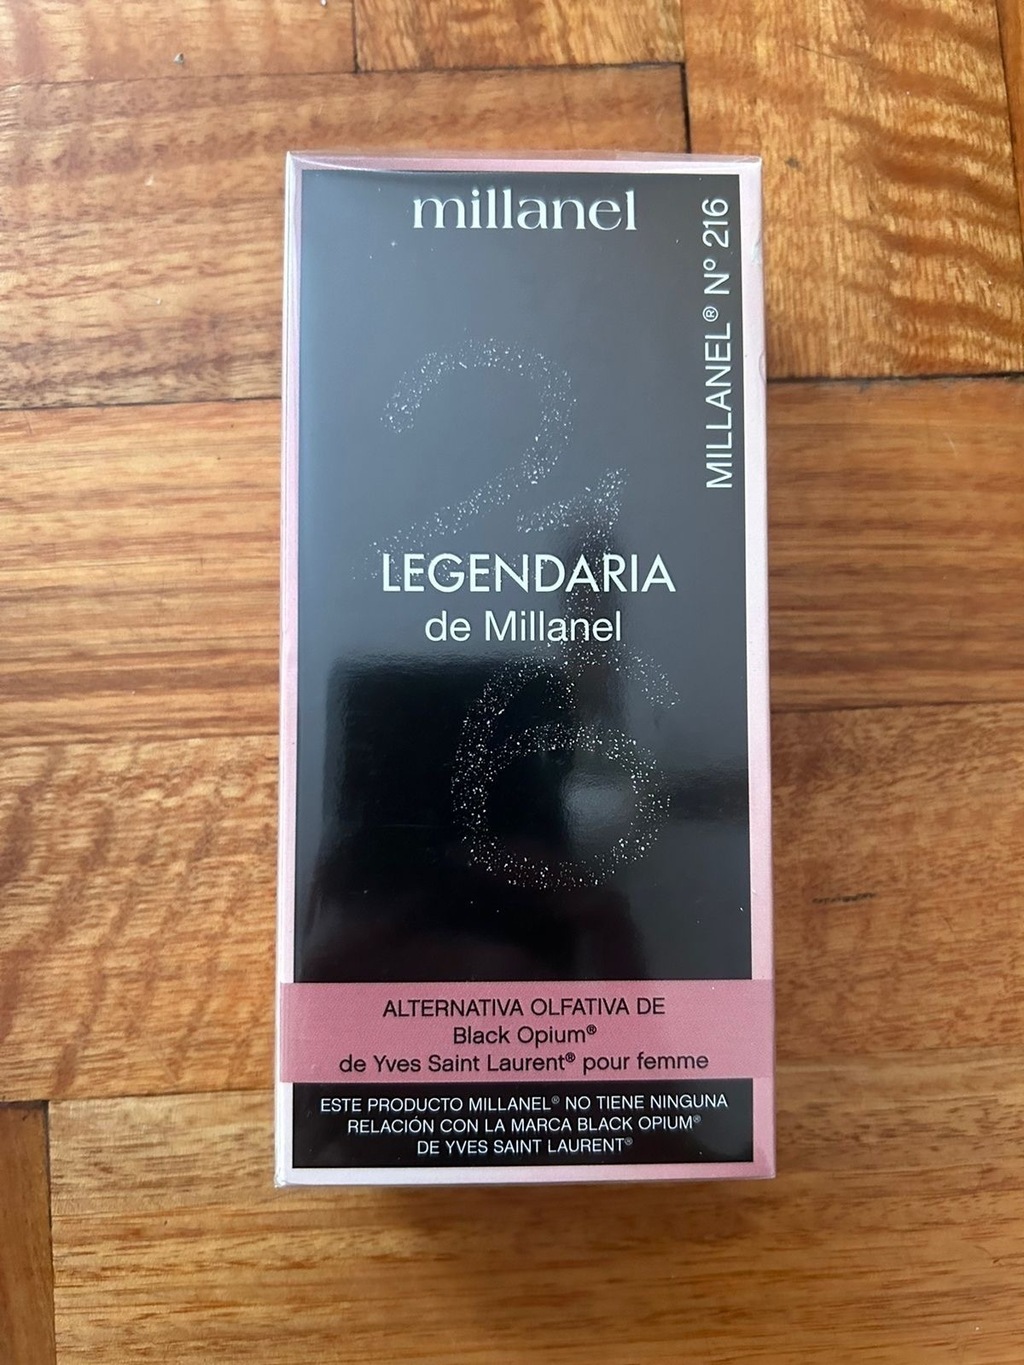 millanel
MILLANEL® Nº 216
216
LEGENDARIA
de Millanel
ALTERNATIVA OLFATIVA DE
Black Opium®
de Yves Saint Laurent® pour femme
ESTE PRODUCTO MILLANEL® NO TIENE NINGUNA
RELACIÓN CON LA MARCA BLACK OPIUM®
DE YVES SAINT LAURENT®